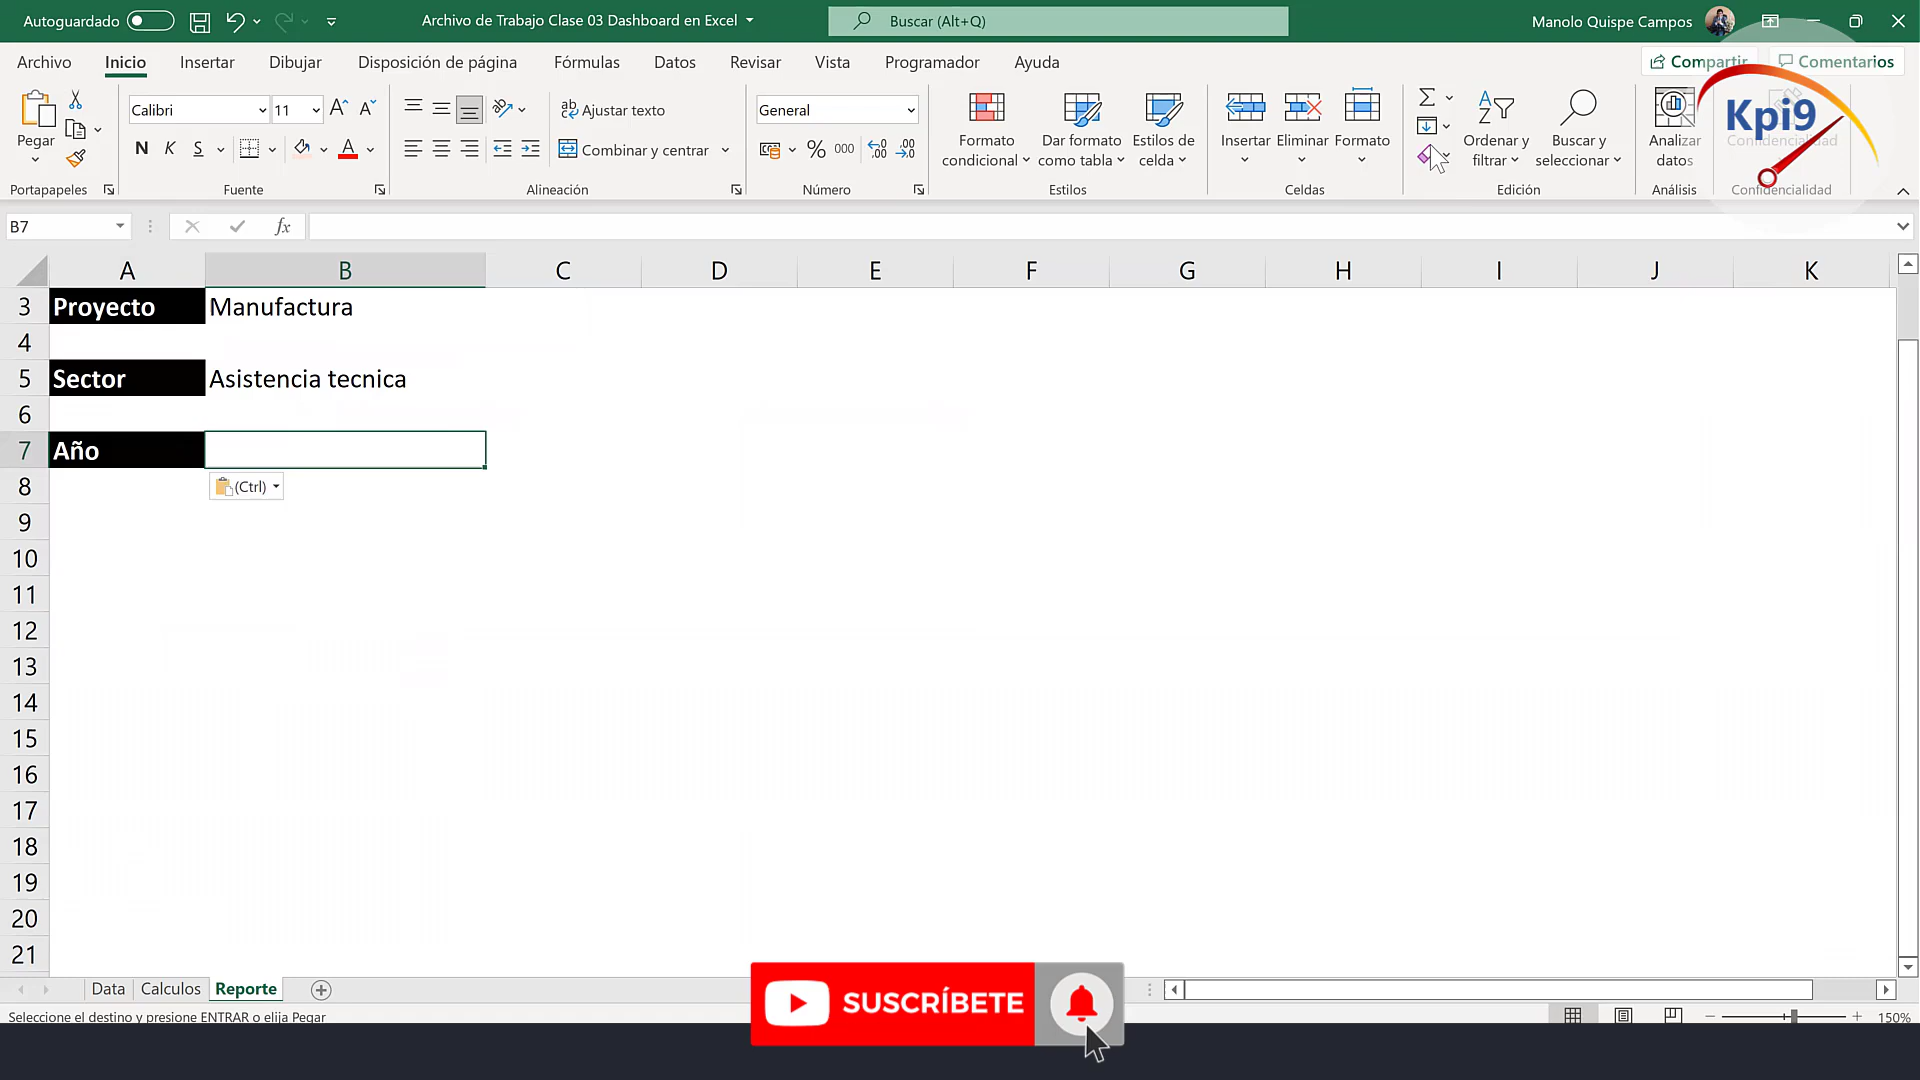 Autoguardado
Archivo de Trabajo Clase 03 Dashboard en Excel
Buscar (Alt+Q)
Manolo Quispe Campos
Archivo Inicio Insertar Dibujar Disposición de página Fórmulas Datos Revisar Vista Programador Ayuda
Compartir Comentarios
Pegar
Portapapeles
Calibri 11
N K S
Fuente
Ajustar texto
Combinar y centrar
Alineación
General
% 000
Número
Formato condicional
Dar formato como tabla
Estilos de celda
Estilos
Insertar Eliminar Formato
Celdas
Ordenar y filtrar
Buscar y seleccionar
Edición
Analizar datos
Análisis
Kpi9
Confidencialidad
Confidencialidad
B7
fx
A B C D E F G H I J K
3 Proyecto Manufactura
4
5 Sector Asistencia tecnica
6
7 Año
(Ctrl)
8
9
10
11
12
13
14
15
16
17
18
19
20
21
Data Calculos Reporte
SUSCRÍBETE
Seleccione el destino y presione ENTRAR o elija Pegar
150%